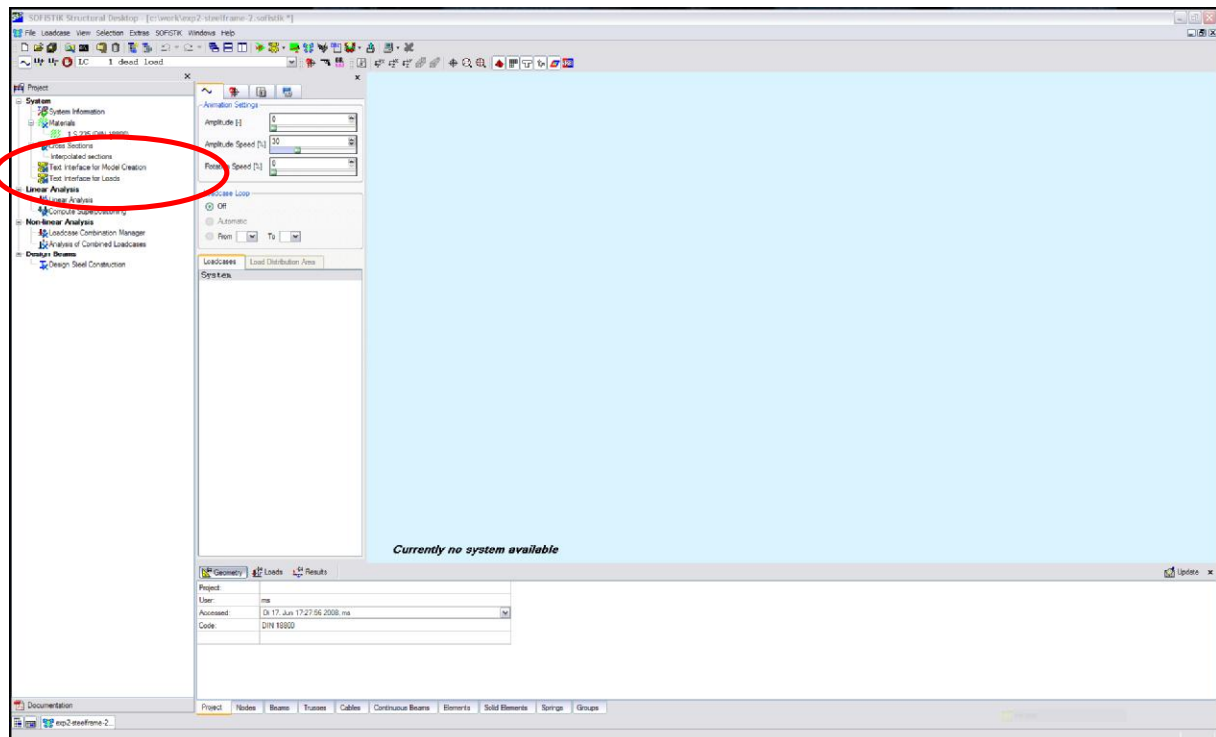 SOFiSTiK Structural Desktop - [c:\work\exp2-steelframe-2.sofistik *]
File Loadcase View Selection Extras SOFiSTiK Windows Help
LC 1 dead load
Project
System
System Information
Materials
1 S 235 (DIN 18800)
Cross Sections
Interpolated sections
Text Interface for Model Creation
Text Interface for Loads
Linear Analysis
Linear Analysis
Compute Superpositioning
Non-linear Analysis
Loadcase Combination Manager
Analysis of Combined Loadcases
Design Beams
Design Steel Construction
Documentation
exp2-steelframe-2...
Animation Settings
Amplitude [-] 0
Amplitude Speed [%] 30
Rotation Speed [%] 0
Loadcase Loop
Off
Automatic
From To
Loadcases Load Distribution Area
System
Currently no system available
Geometry Loads Results Update
Project:
User: ms
Accessed: Di 17. Jun 17:27:56 2008, ms
Code: DIN 18800
Project Nodes Beams Trusses Cables Continuous Beams Elements Solid Elements Springs Groups